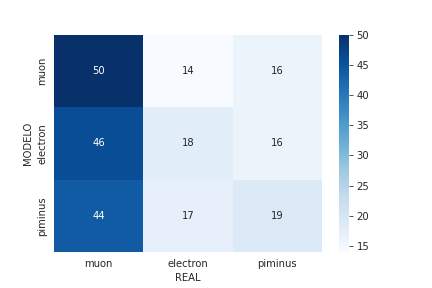 50 14 16
46 18 16
44 17 19
muon
electron
piminus
MODELO
muon electron piminus
REAL
50
45
40
35
30
25
20
15